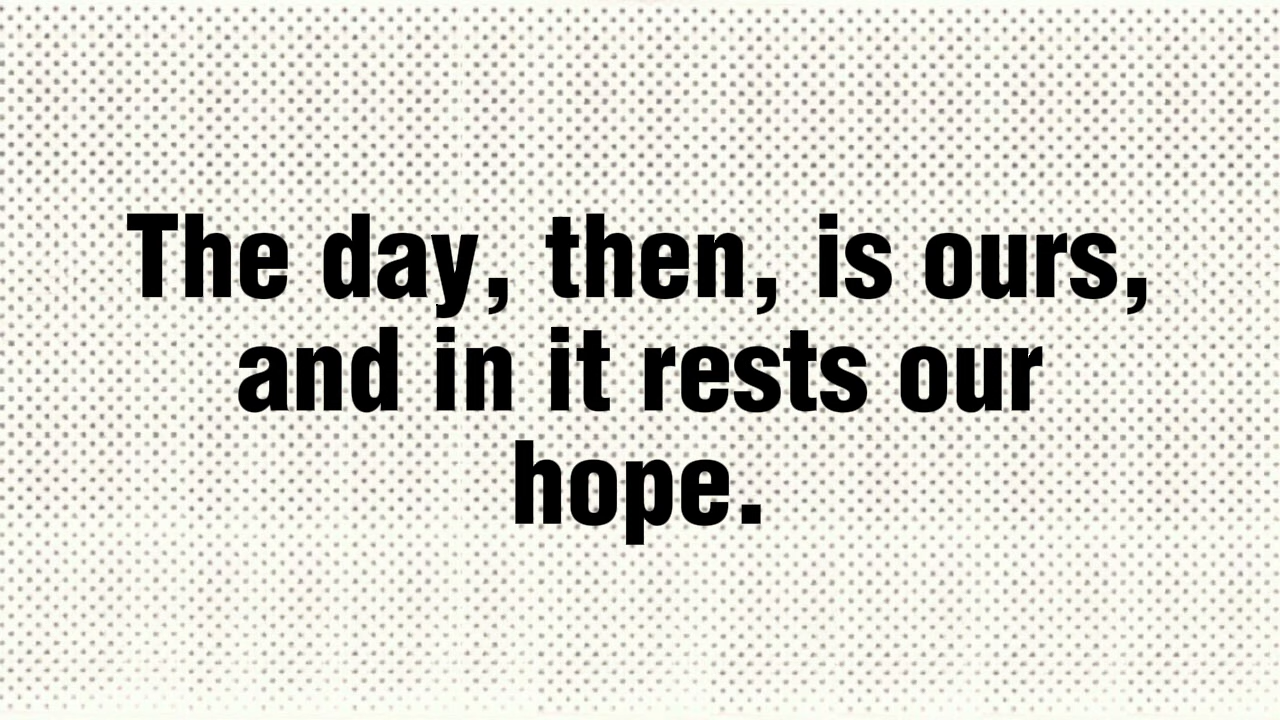 The day, then, is ours,
and in it rests our
hope.